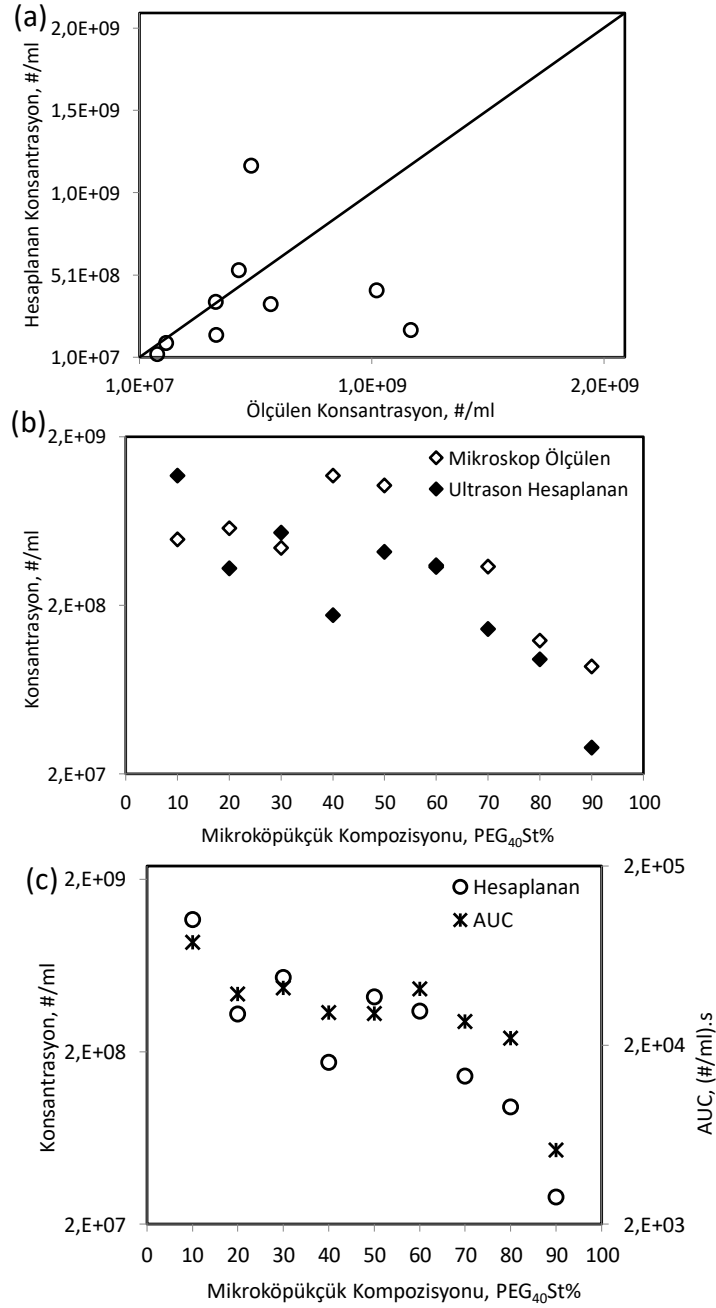 (a)
Hesaplanan Konsantrasyon, #/ml
2,0E+09
1,5E+09
1,0E+09
5,1E+08
1,0E+07
1,0E+07 1,0E+09 2,0E+09
Ölçülen Konsantrasyon, #/ml
(b)
Konsantrasyon, #/ml
2,E+09
2,E+08
2,E+07
Mikroskop Ölçülen
Ultrason Hesaplanan
0 10 20 30 40 50 60 70 80 90 100
Mikroköpükçük Kompozisyonu, PEG₄₀St%
(c)
Konsantrasyon, #/ml
2,E+09
2,E+08
2,E+07
Hesaplanan
AUC
2,E+05
2,E+04
2,E+03
AUC, (#/ml).s
0 10 20 30 40 50 60 70 80 90 100
Mikroköpükçük Kompozisyonu, PEG₄₀St%